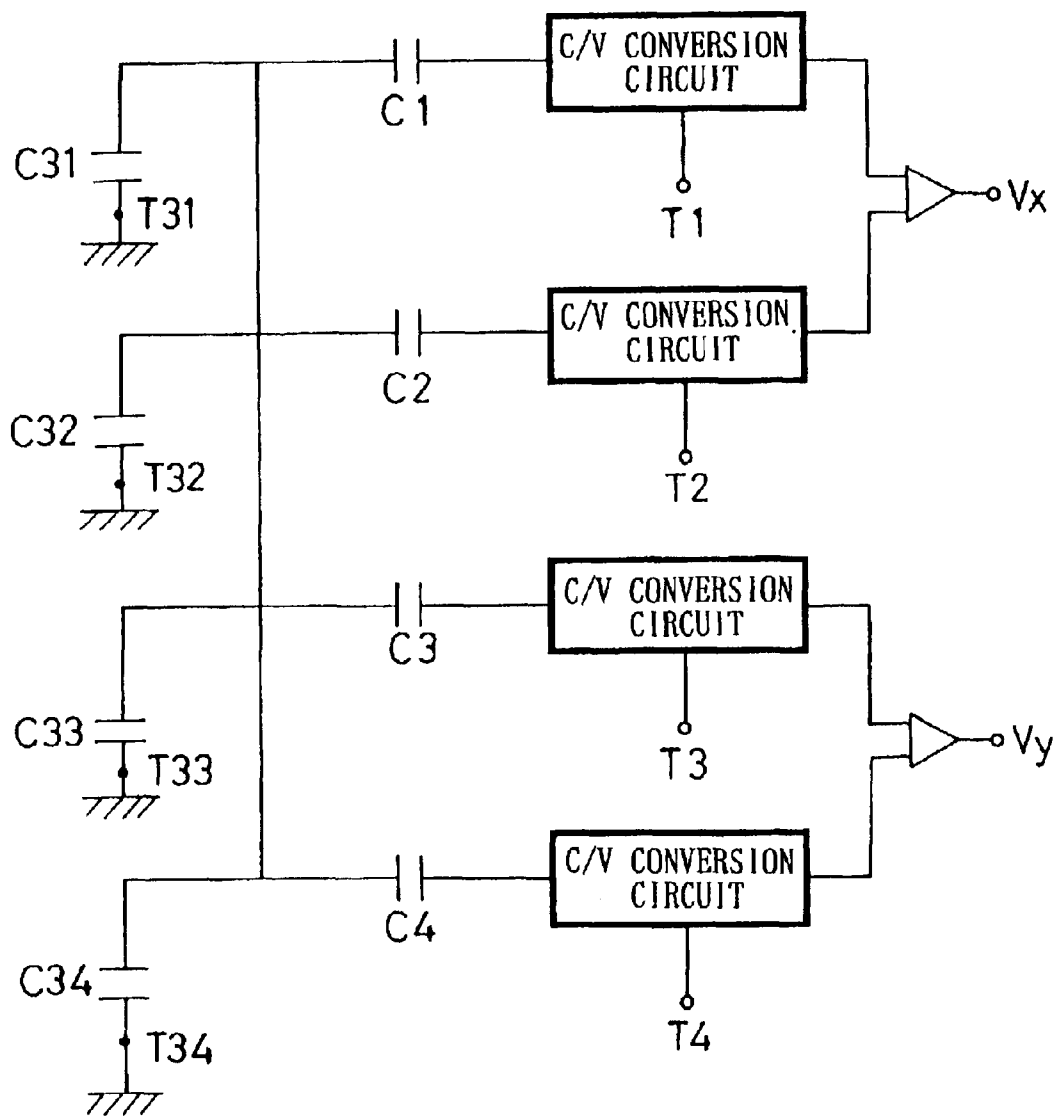 C/V CONVERSION
CIRCUIT
C1
C31
T31
T1
Vx
C/V CONVERSION
CIRCUIT
C2
C32
T32
T2
C/V CONVERSION
CIRCUIT
C3
C33
T33
T3
Vy
C/V CONVERSION
CIRCUIT
C4
C34
T34
T4